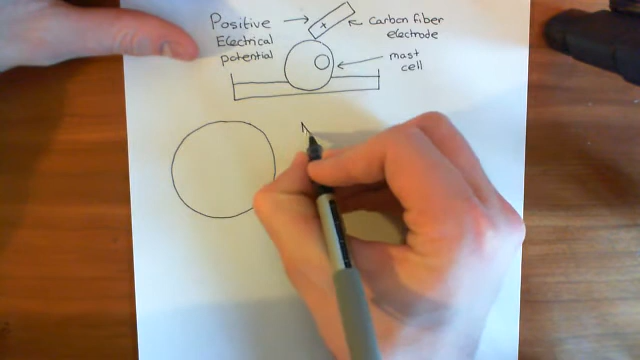 Positive
Electrical
potential
+
Carbon fiber
electrode
mast
cell